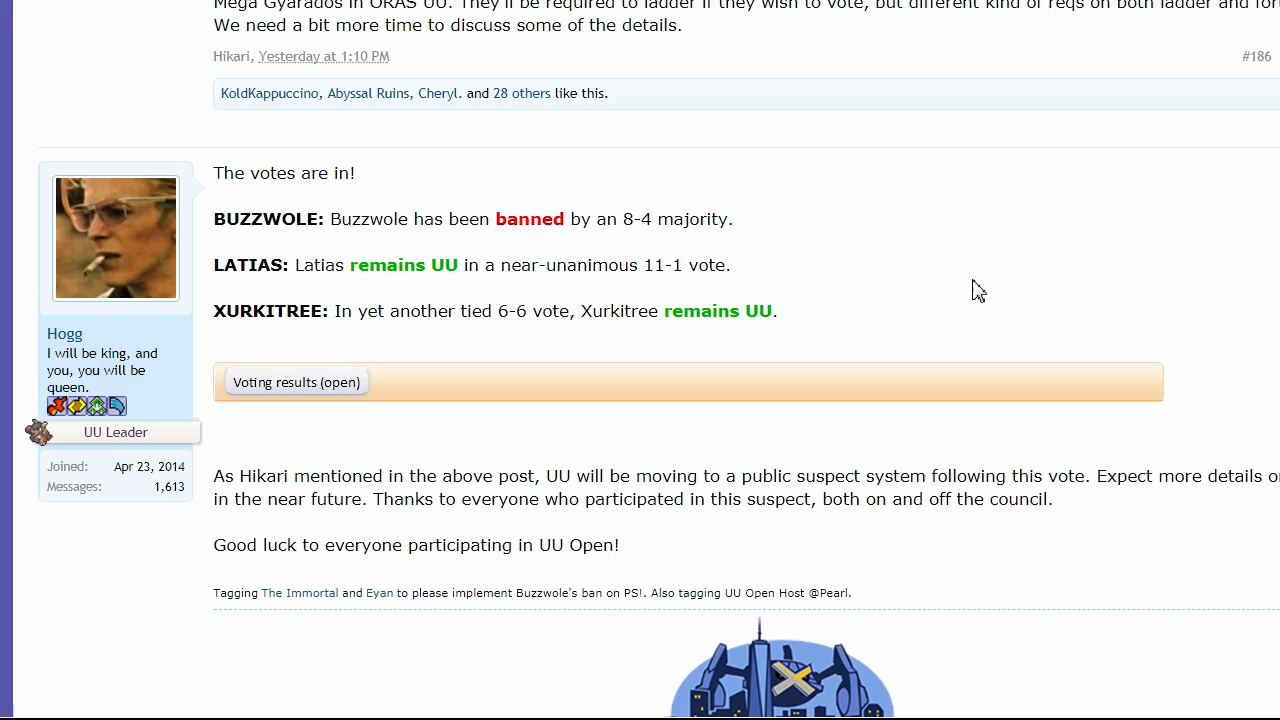 Mega Gyarados in ORAS UU. They'll be required to ladder if they wish to vote, but different kind of reqs on both ladder and
We need a bit more time to discuss some of the details.
Hikari, Yesterday at 1:10 PM
#186
KoldKappuccino, Abyssal Ruins, Cheryl. and 28 others like this.
The votes are in!
BUZZWOLE: Buzzwole has been banned by an 8-4 majority.
LATIAS: Latias remains UU in a near-unanimous 11-1 vote.
XURKITREE: In yet another tied 6-6 vote, Xurkitree remains UU.
Hogg
I will be king, and
you, you will be
queen.
UU Leader
Joined: Apr 23, 2014
Messages: 1,613
Voting results (open)
As Hikari mentioned in the above post, UU will be moving to a public suspect system following this vote. Expect more details
in the near future. Thanks to everyone who participated in this suspect, both on and off the council.
Good luck to everyone participating in UU Open!
Tagging The Immortal and Eyan to please implement Buzzwole's ban on PS!. Also tagging UU Open Host @Pearl.